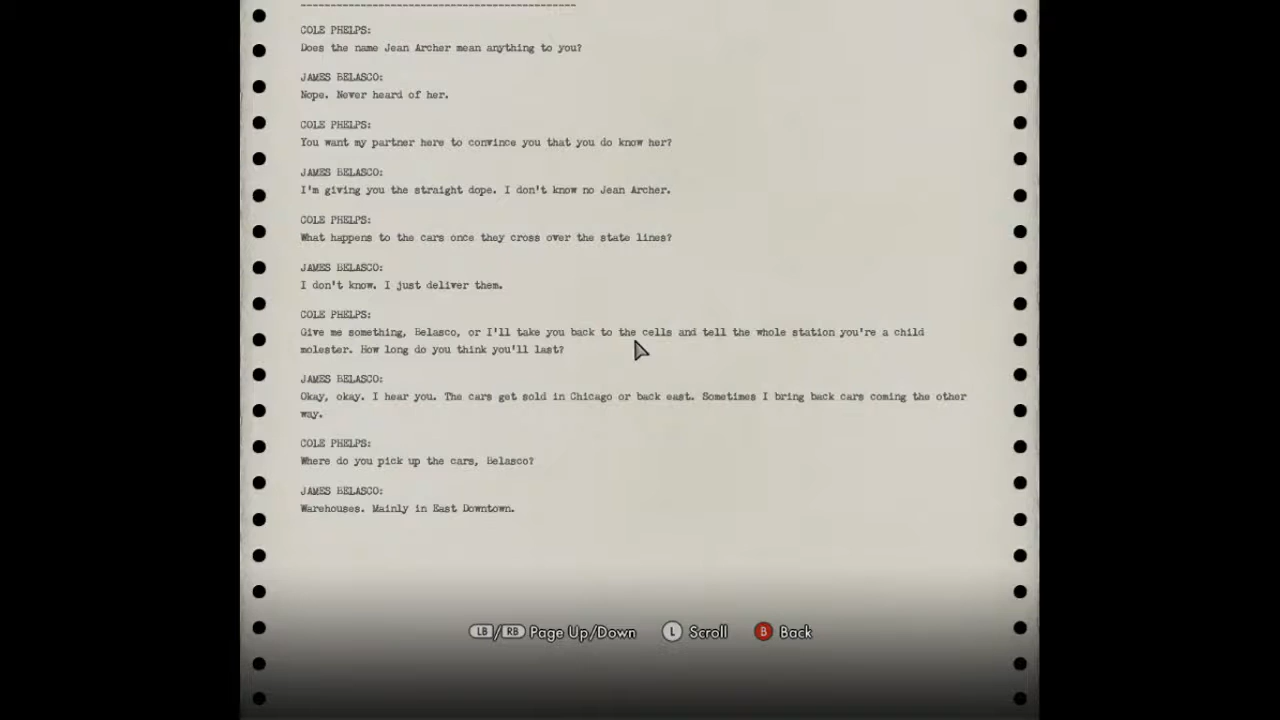 COLE PHELPS:
Does the name Jean Archer mean anything to you?
JAMES BELASCO:
Nope. Never heard of her.
COLE PHELPS:
You want my partner here to convince you that you do know her?
JAMES BELASCO:
I'm giving you the straight dope. I don't know no Jean Archer.
COLE PHELPS:
What happens to the cars once they cross over the state lines?
JAMES BELASCO:
I don't know. I just deliver them.
COLE PHELPS:
Give me something, Belasco, or I'll take you back to the cells and tell the whole station you're a child
molester. How long do you think you'll last?
JAMES BELASCO:
Okay, okay. I hear you. The cars get sold in Chicago or back east. Sometimes I bring back cars coming the other
way.
COLE PHELPS:
Where do you pick up the cars, Belasco?
JAMES BELASCO:
Warehouses. Mainly in East Downtown.
LB/RB Page Up/Down L Scroll B Back